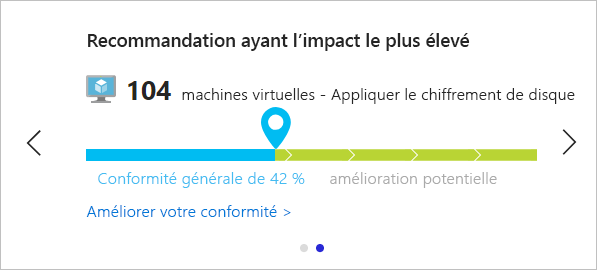 Recommandation ayant l’impact le plus élevé
104 machines virtuelles - Appliquer le chiffrement de disque
Conformité générale de 42 % amélioration potentielle
Améliorer votre conformité >